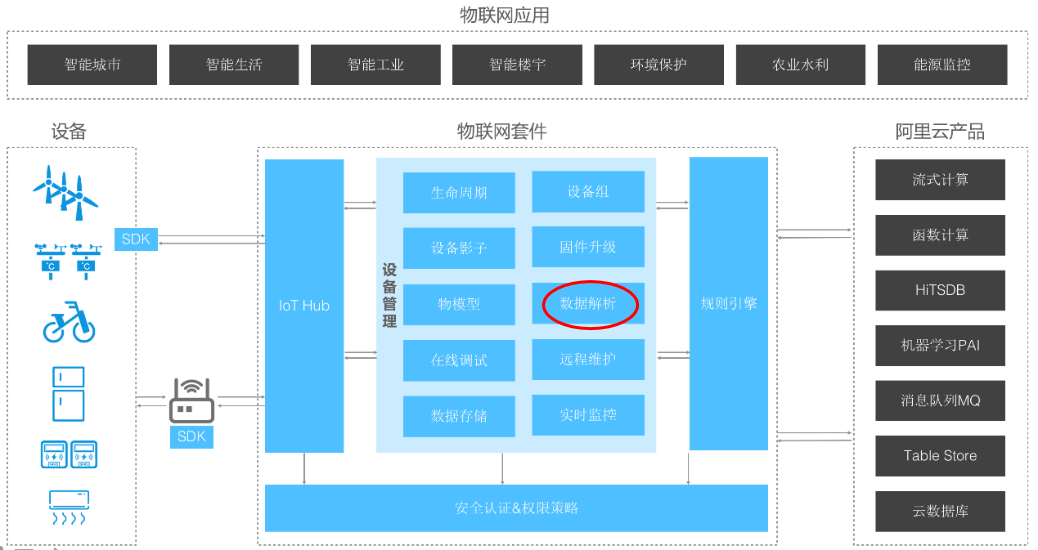 物联网应用
智能城市 智能生活 智能工业 智能楼宇 环境保护 农业水利 能源监控
设备
物联网套件
阿里云产品
SDK
SDK
℃ ℃
IoT Hub
设备管理
生命周期 设备组
设备影子 固件升级
物模型 数据解析
在线调试 远程维护
数据存储 实时监控
规则引擎
安全认证&权限策略
流式计算
函数计算
HiTSDB
机器学习PAI
消息队列MQ
Table Store
云数据库